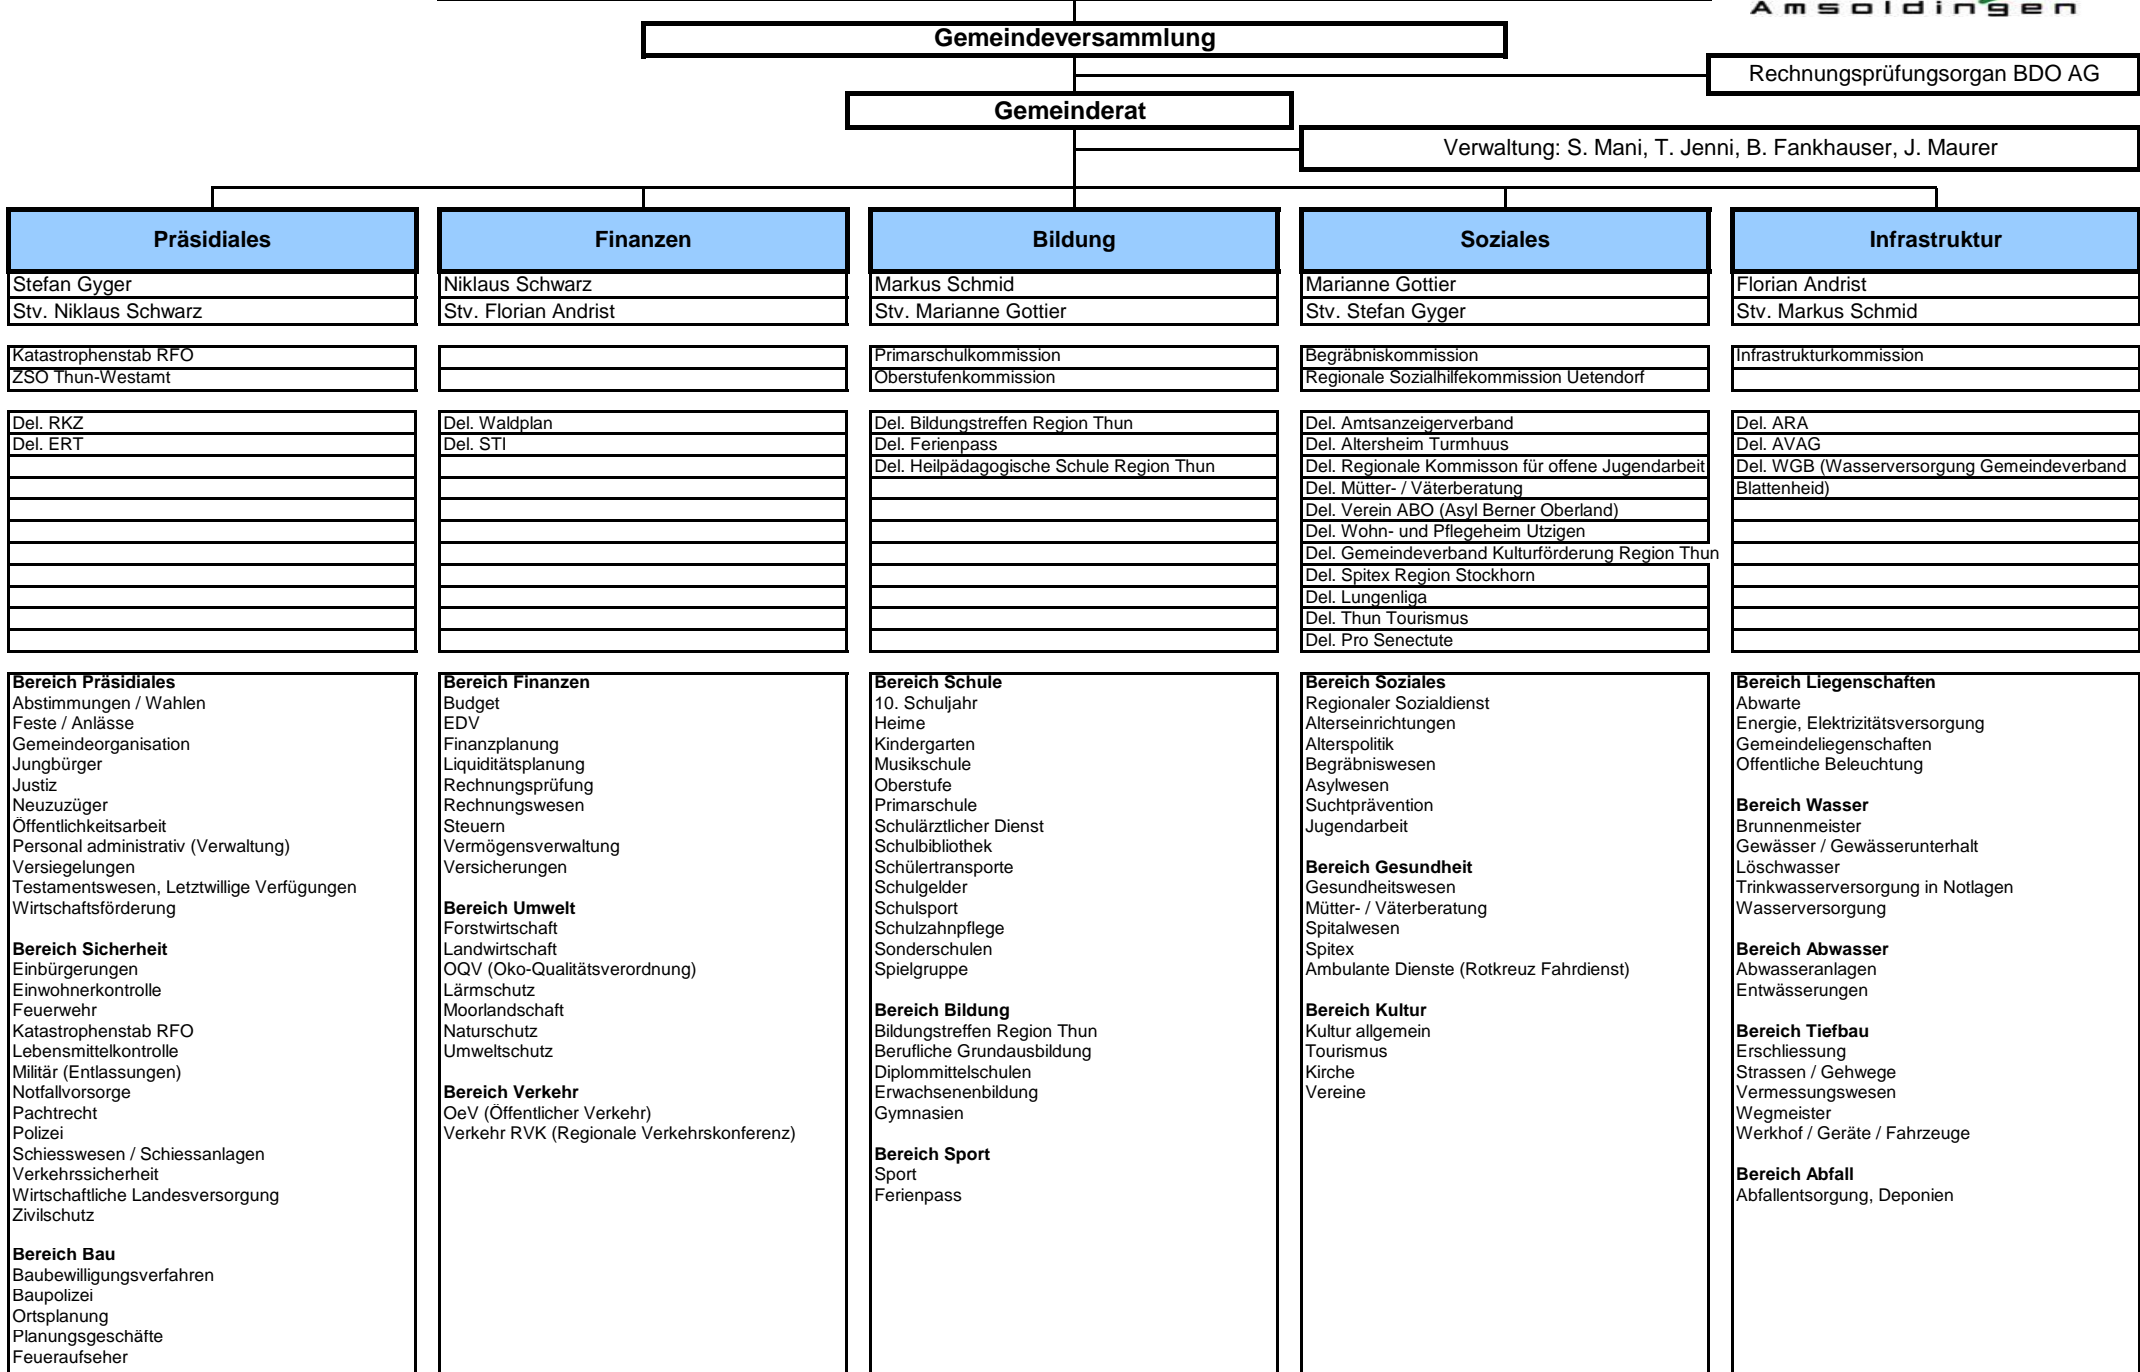 Amsoldingen
Gemeindeversammlung
Rechnungsprüfungsorgan BDO AG
Gemeinderat
Verwaltung: S. Mani, T. Jenni, B. Fankhauser, J. Maurer
Präsidiales
Stefan Gyger
Stv. Niklaus Schwarz
Katastrophenstab RFO
ZSO Thun-Westamt
Del. RKZ
Del. ERT
Bereich Präsidiales
Abstimmungen / Wahlen
Feste / Anlässe
Gemeindeorganisation
Jungbürger
Justiz
Neuzuzüger
Öffentlichkeitsarbeit
Personal administrativ (Verwaltung)
Versiegelungen
Testamentswesen, Letztwillige Verfügungen
Wirtschaftsförderung
Bereich Sicherheit
Einbürgerungen
Einwohnerkontrolle
Feuerwehr
Katastrophenstab RFO
Lebensmittelkontrolle
Militär (Entlassungen)
Notfallvorsorge
Pachtrecht
Polizei
Schiesswesen / Schiessanlagen
Verkehrssicherheit
Wirtschaftliche Landesversorgung
Zivilschutz
Bereich Bau
Baubewilligungsverfahren
Baupolizei
Ortsplanung
Planungsgeschäfte
Feueraufseher
Finanzen
Niklaus Schwarz
Stv. Florian Andrist
Del. Waldplan
Del. STI
Bereich Finanzen
Budget
EDV
Finanzplanung
Liquiditätsplanung
Rechnungsprüfung
Rechnungswesen
Steuern
Vermögensverwaltung
Versicherungen
Bereich Umwelt
Forstwirtschaft
Landwirtschaft
OQV (Öko-Qualitätsverordnung)
Lärmschutz
Moorlandschaft
Naturschutz
Umweltschutz
Bereich Verkehr
OeV (Öffentlicher Verkehr)
Verkehr RVK (Regionale Verkehrskonferenz)
Bildung
Markus Schmid
Stv. Marianne Gottier
Primarschulkommission
Oberstufenkommission
Del. Bildungstreffen Region Thun
Del. Ferienpass
Del. Heilpädagogische Schule Region Thun
Bereich Schule
10. Schuljahr
Heime
Kindergarten
Musikschule
Oberstufe
Primarschule
Schulärztlicher Dienst
Schulbibliothek
Schülertransporte
Schulgelder
Schulsport
Schulzahnpflege
Sonderschulen
Spielgruppe
Bereich Bildung
Bildungstreffen Region Thun
Berufliche Grundausbildung
Diplommittelschulen
Erwachsenenbildung
Gymnasien
Bereich Sport
Sport
Ferienpass
Soziales
Marianne Gottier
Stv. Stefan Gyger
Begräbniskommission
Regionale Sozialhilfekommission Uetendorf
Del. Amtsanzeigerverband
Del. Altersheim Turmhuus
Del. Regionale Kommisson für offene Jugendarbeit
Del. Mütter- / Väterberatung
Del. Verein ABO (Asyl Berner Oberland)
Del. Wohn- und Pflegeheim Utzigen
Del. Gemeindeverband Kulturförderung Region Thun
Del. Spitex Region Stockhorn
Del. Lungenliga
Del. Thun Tourismus
Del. Pro Senectute
Bereich Soziales
Regionaler Sozialdienst
Alterseinrichtungen
Alterspolitik
Begräbniswesen
Asylwesen
Suchtprävention
Jugendarbeit
Bereich Gesundheit
Gesundheitswesen
Mütter- / Väterberatung
Spitalwesen
Spitex
Ambulante Dienste (Rotkreuz Fahrdienst)
Bereich Kultur
Kultur allgemein
Tourismus
Kirche
Vereine
Infrastruktur
Florian Andrist
Stv. Markus Schmid
Infrastrukturkommission
Del. ARA
Del. AVAG
Del. WGB (Wasserversorgung Gemeindeverband
Blattenheid)
Bereich Liegenschaften
Abwarte
Energie, Elektrizitätsversorgung
Gemeindeliegenschaften
Öffentliche Beleuchtung
Bereich Wasser
Brunnenmeister
Gewässer / Gewässerunterhalt
Löschwasser
Trinkwasserversorgung in Notlagen
Wasserversorgung
Bereich Abwasser
Abwasseranlagen
Entwässerungen
Bereich Tiefbau
Erschliessung
Strassen / Gehwege
Vermessungswesen
Wegmeister
Werkhof / Geräte / Fahrzeuge
Bereich Abfall
Abfallentsorgung, Deponien